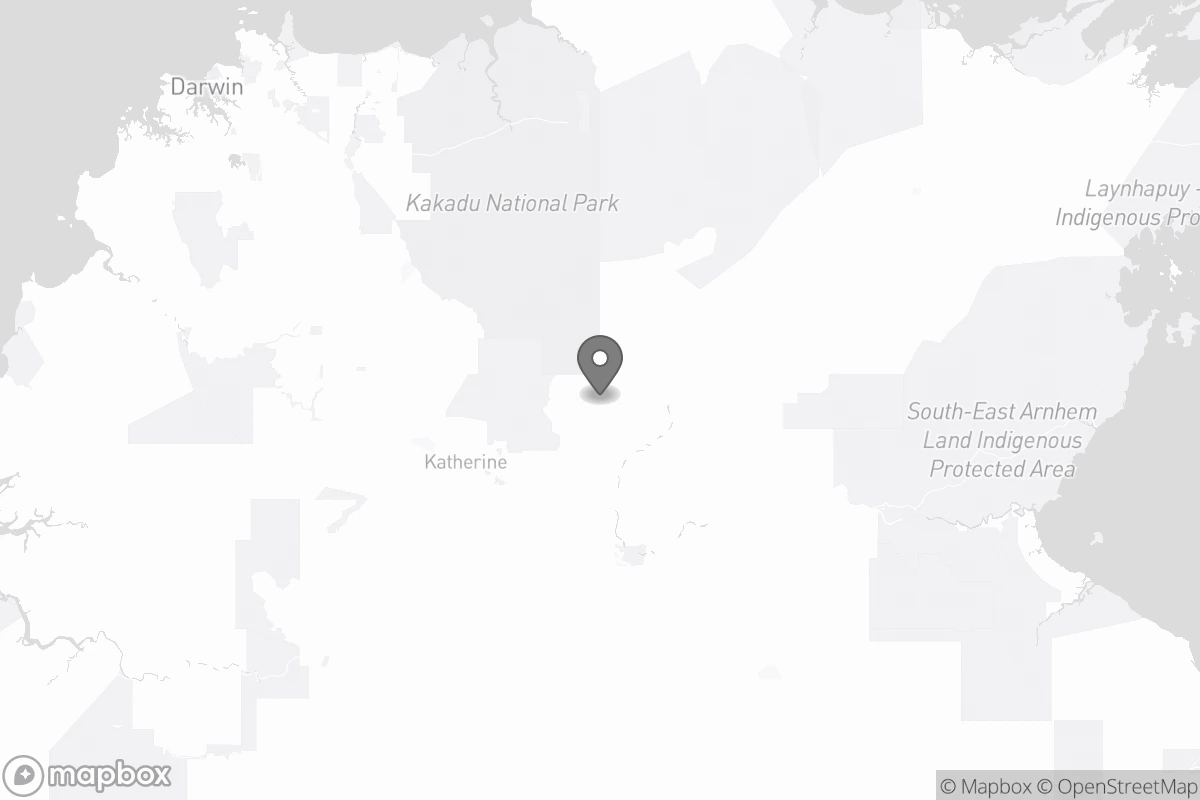 Darwin
Kakadu National Park
Laynhapuy -
Indigenous Pro
South-East Arnhem
Land Indigenous
Protected Area
Katherine
mapbox
© Mapbox © OpenStreetMap